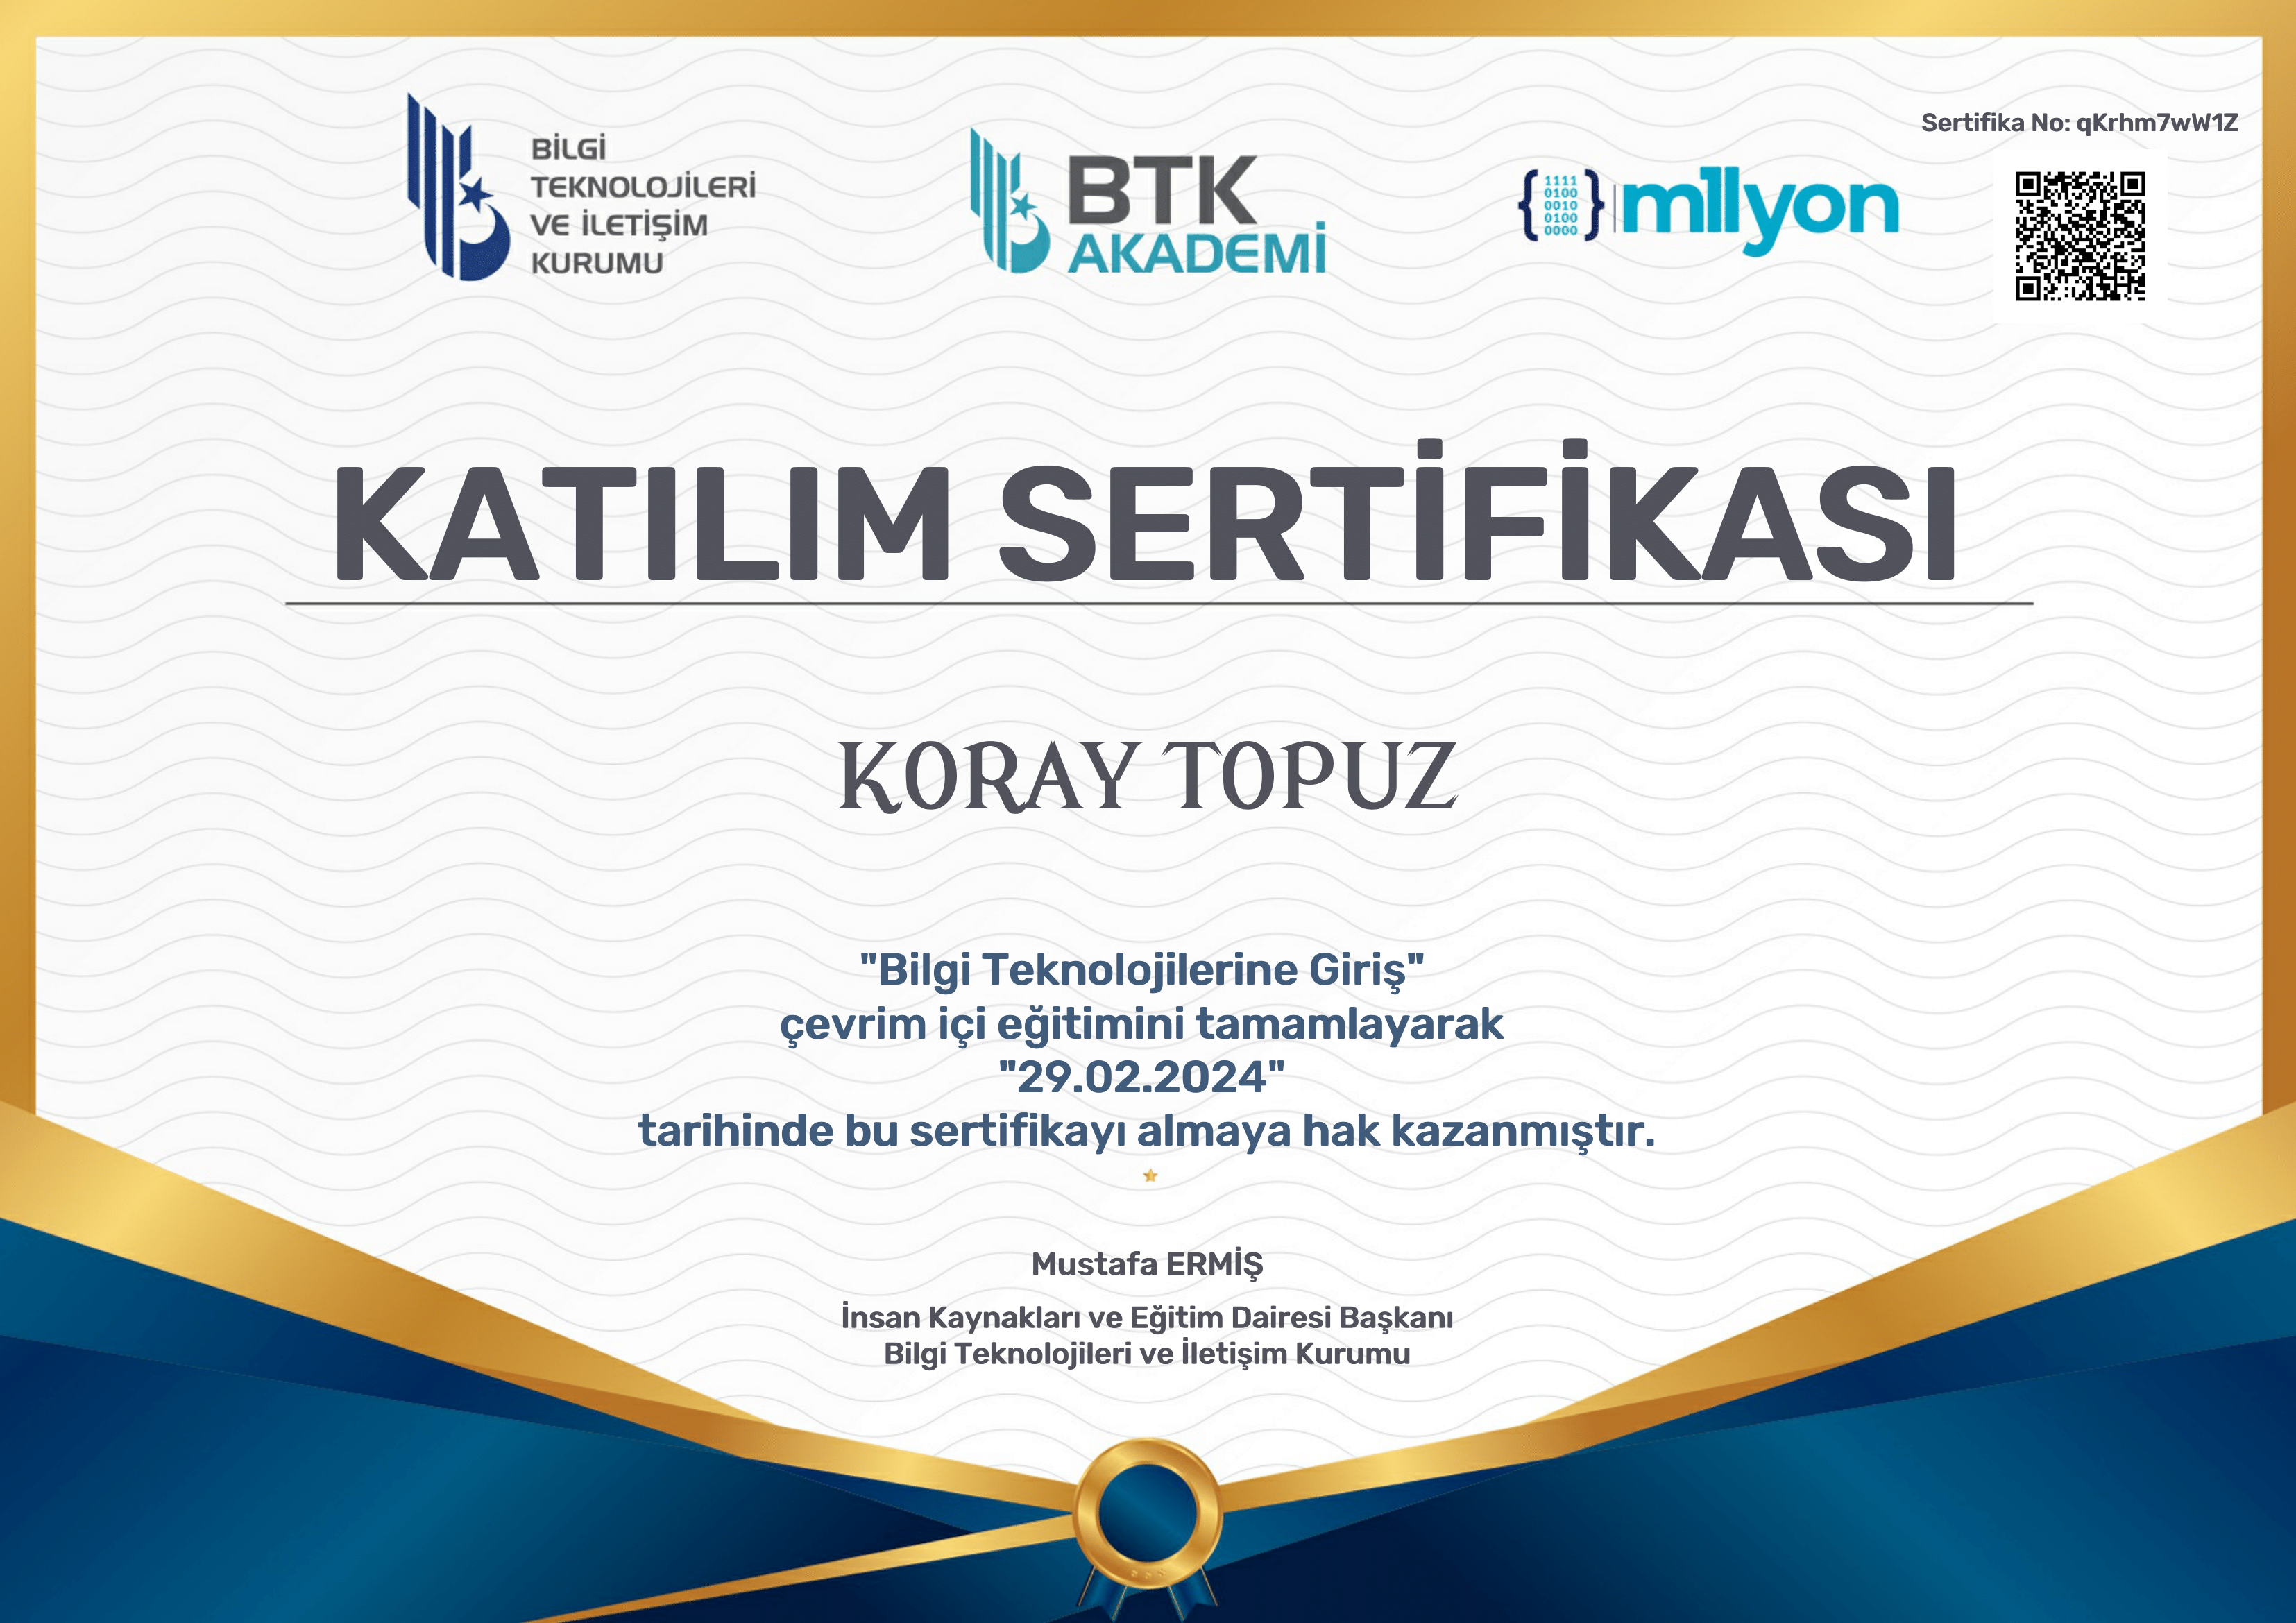 Sertifika No: qKrhm7wW1Z
BİLGİ
TEKNOLOJİLERİ
VE İLETİŞİM
KURUMU
BTK
AKADEMİ
1111
0100
0010
0100
0000
m1lyon
KATILIM SERTİFİKASI
KORAY TOPUZ
"Bilgi Teknolojilerine Giriş"
çevrim içi eğitimini tamamlayarak
"29.02.2024"
tarihinde bu sertifikayı almaya hak kazanmıştır.
Mustafa ERMİŞ
İnsan Kaynakları ve Eğitim Dairesi Başkanı
Bilgi Teknolojileri ve İletişim Kurumu